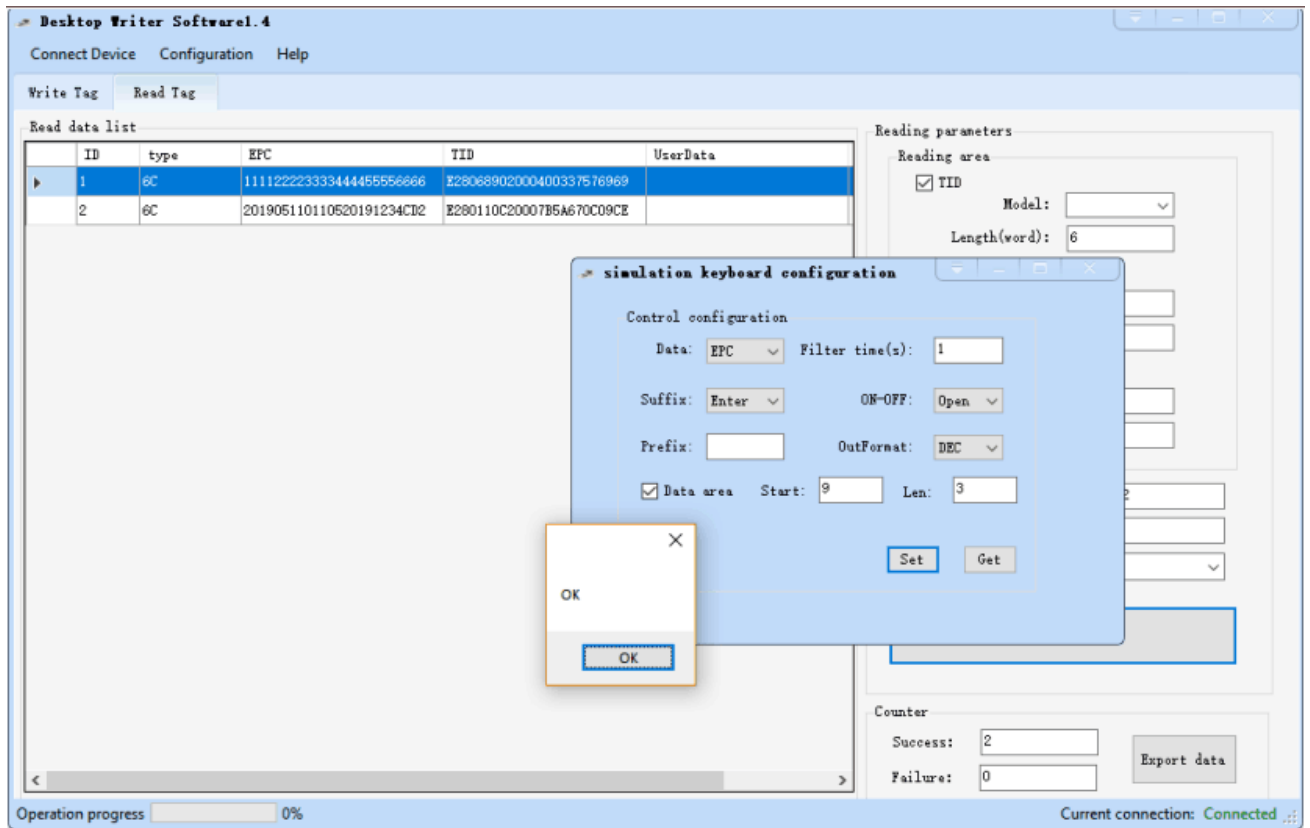 Desktop Writer Software1.4
Connect Device Configuration Help
Write Tag Read Tag
Read data list
ID type EPC TID UserData
1 6C 111122223333444455556666 E28068902000400337576969
2 6C 201905110110520191234CD2 E280110C20007B5A670C09CE
Reading parameters
Reading area
TID
Model:
Length(word): 6
simulation keyboard configuration
Control configuration
Data: EPC Filter time(s): 1
Suffix: Enter ON-OFF: Open
Prefix: OutFormat: DEC
Data area Start: 9 Len: 3
Set Get
OK
OK
Counter
Success: 2
Failure: 0
Export data
Operation progress 0% Current connection: Connected